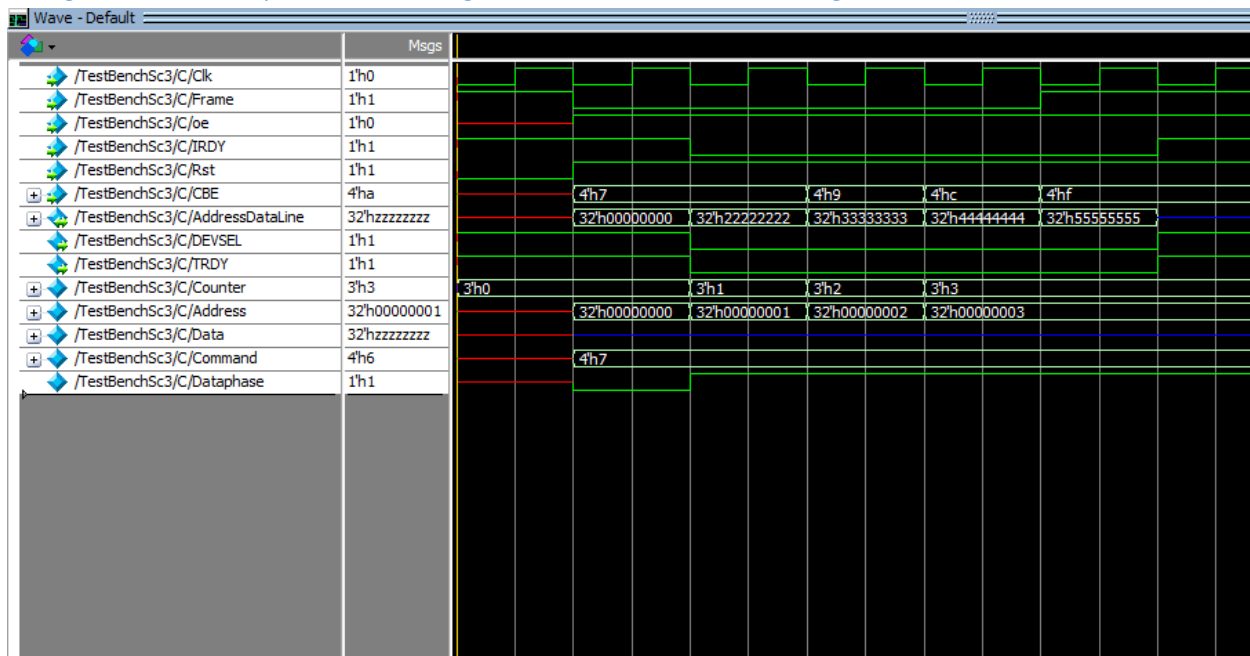 Wave - Default
Msgs
/TestBenchSc3/C/Clk 1'h0
/TestBenchSc3/C/Frame 1'h1
/TestBenchSc3/C/oe 1'h0
/TestBenchSc3/C/IRDY 1'h1
/TestBenchSc3/C/Rst 1'h1
/TestBenchSc3/C/CBE 4'ha 4'h7 4'h9 4'hc 4'hf
/TestBenchSc3/C/AddressDataLine 32'hzzzzzzzz 32'h00000000 32'h22222222 32'h33333333 32'h44444444 32'h55555555
/TestBenchSc3/C/DEVSEL 1'h1
/TestBenchSc3/C/TRDY 1'h1
/TestBenchSc3/C/Counter 3'h3 3'h0 3'h1 3'h2 3'h3
/TestBenchSc3/C/Address 32'h00000001 32'h00000000 32'h00000001 32'h00000002 32'h00000003
/TestBenchSc3/C/Data 32'hzzzzzzzz
/TestBenchSc3/C/Command 4'h6 4'h7
/TestBenchSc3/C/Dataphase 1'h1